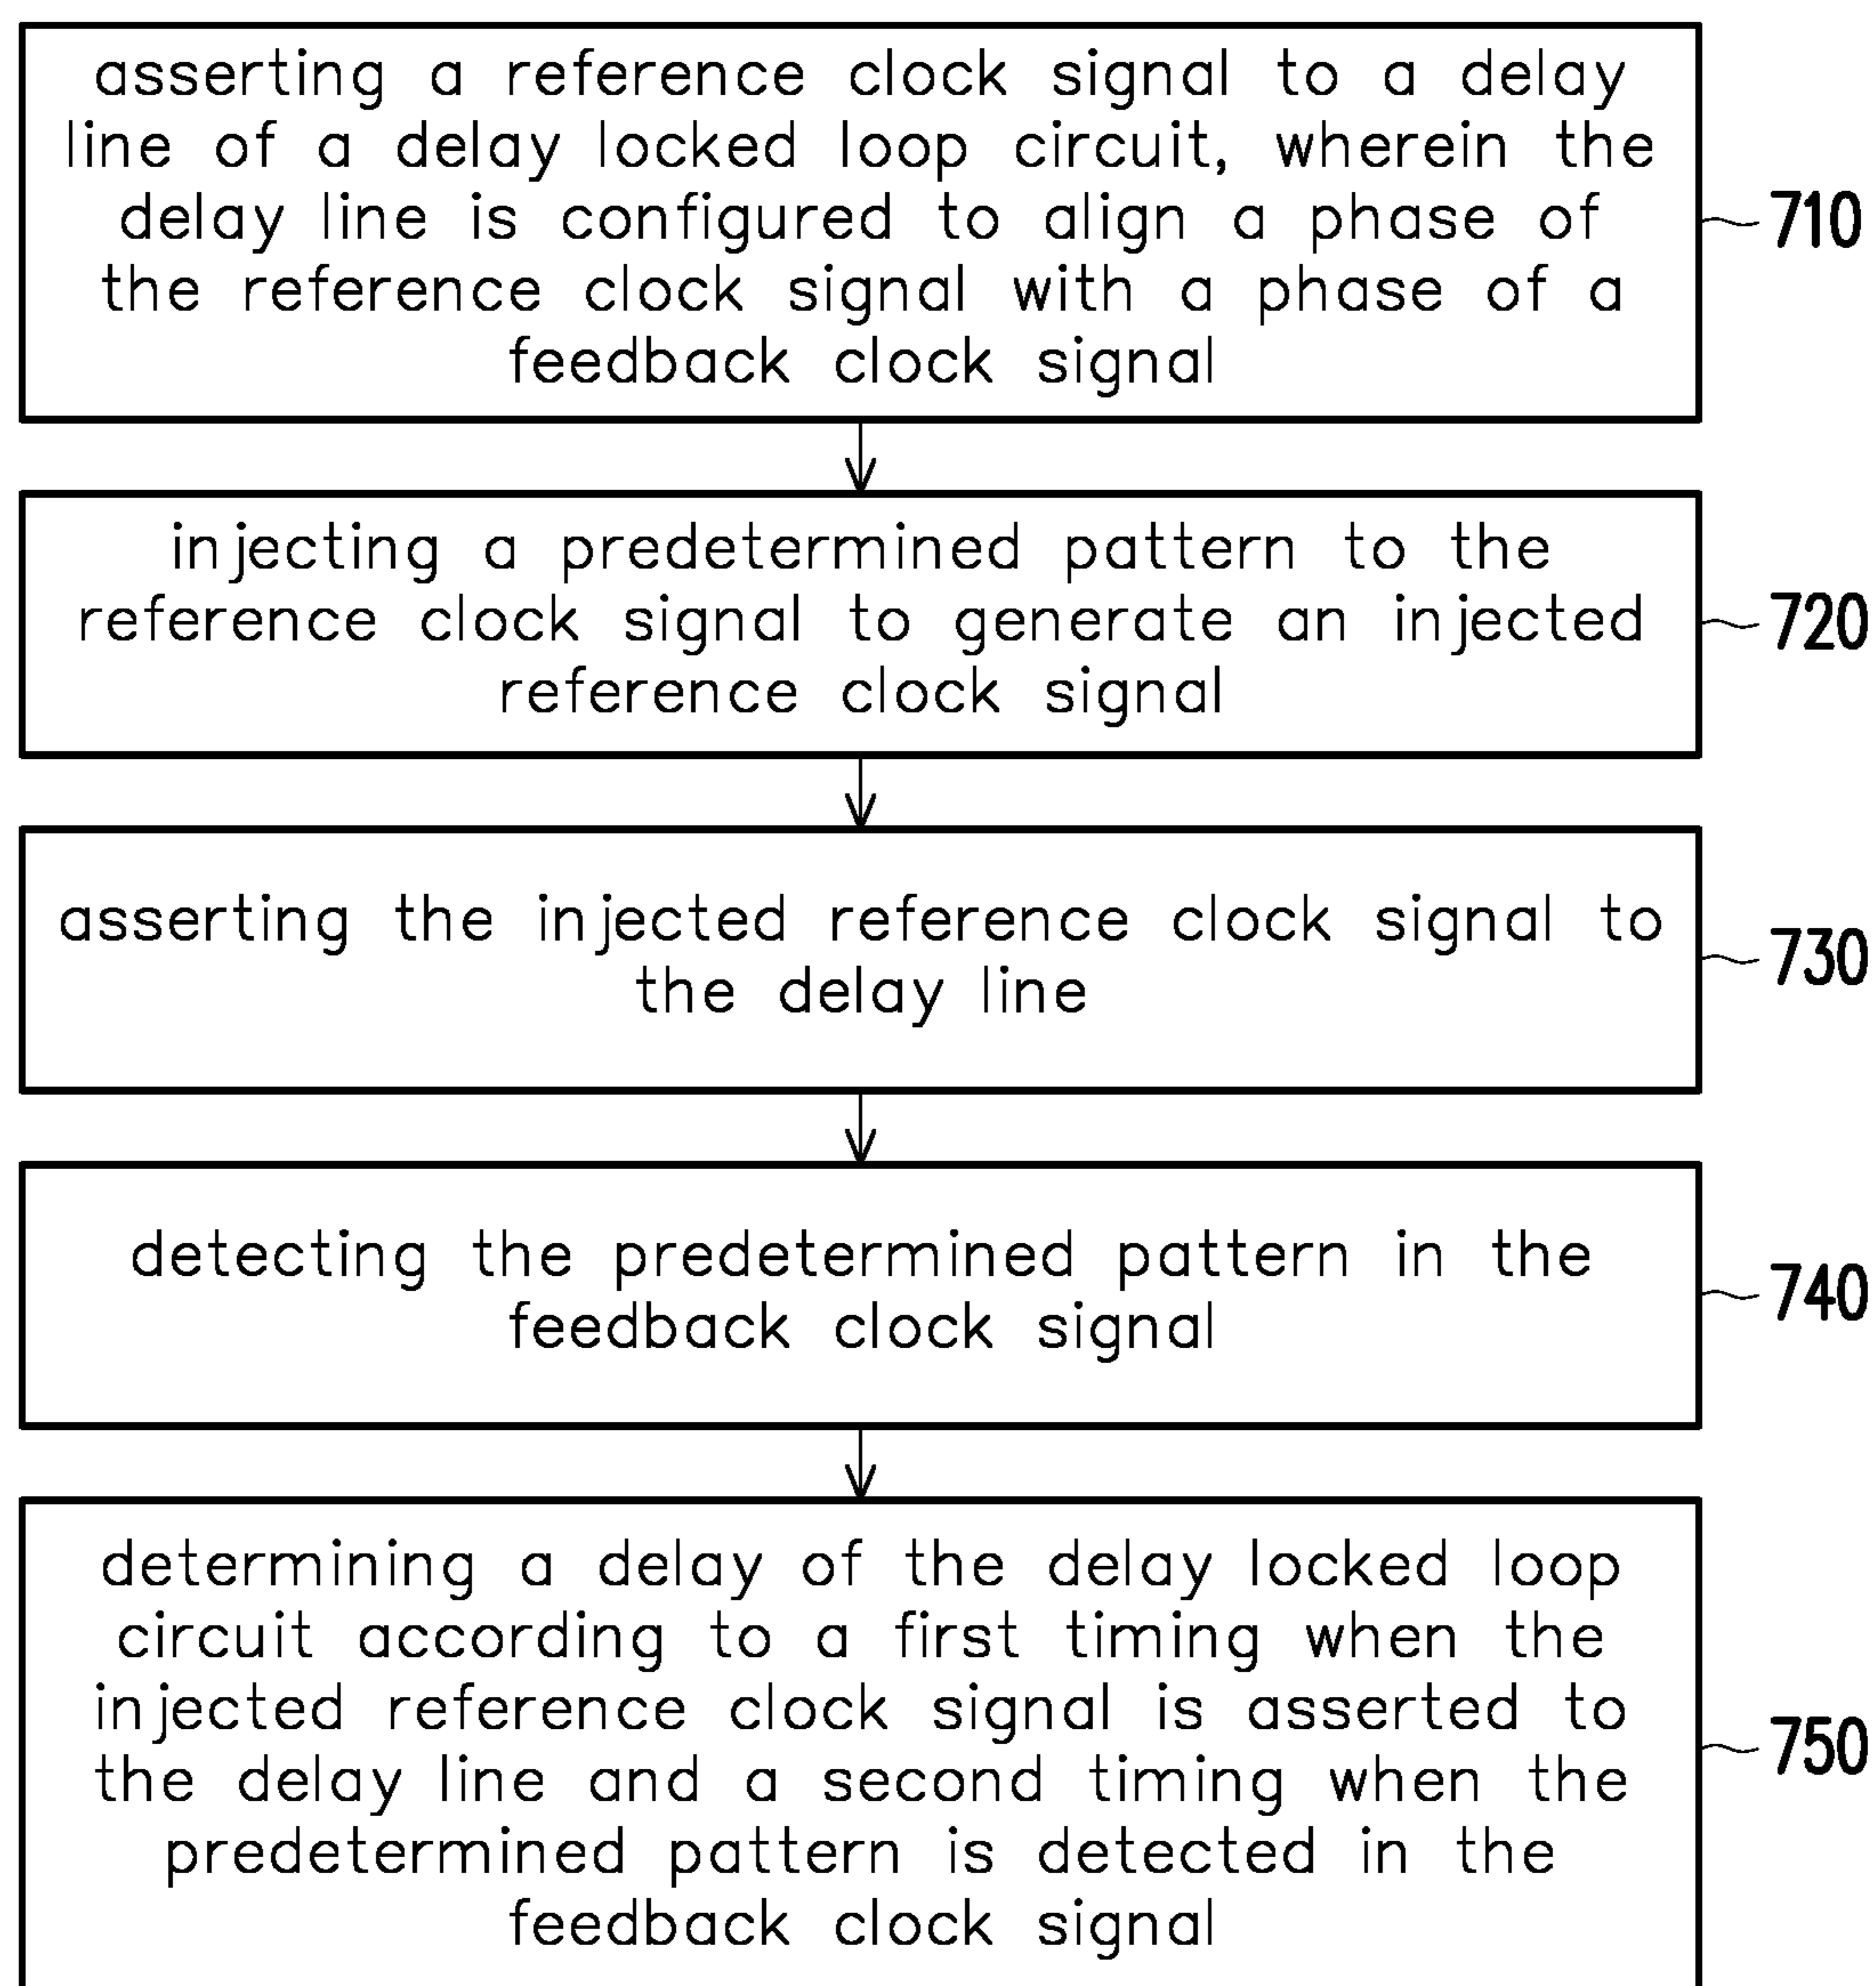 asserting a reference clock signal to a delay
line of a delay locked loop circuit, wherein the
delay line is configured to align a phase of
the reference clock signal with a phase of a
feedback clock signal
710
injecting a predetermined pattern to the
reference clock signal to generate an injected
reference clock signal
720
asserting the injected reference clock signal to
the delay line
730
detecting the predetermined pattern in the
feedback clock signal
740
determining a delay of the delay locked loop
circuit according to a first timing when the
injected reference clock signal is asserted to
the delay line and a second timing when the
predetermined pattern is detected in the
feedback clock signal
750